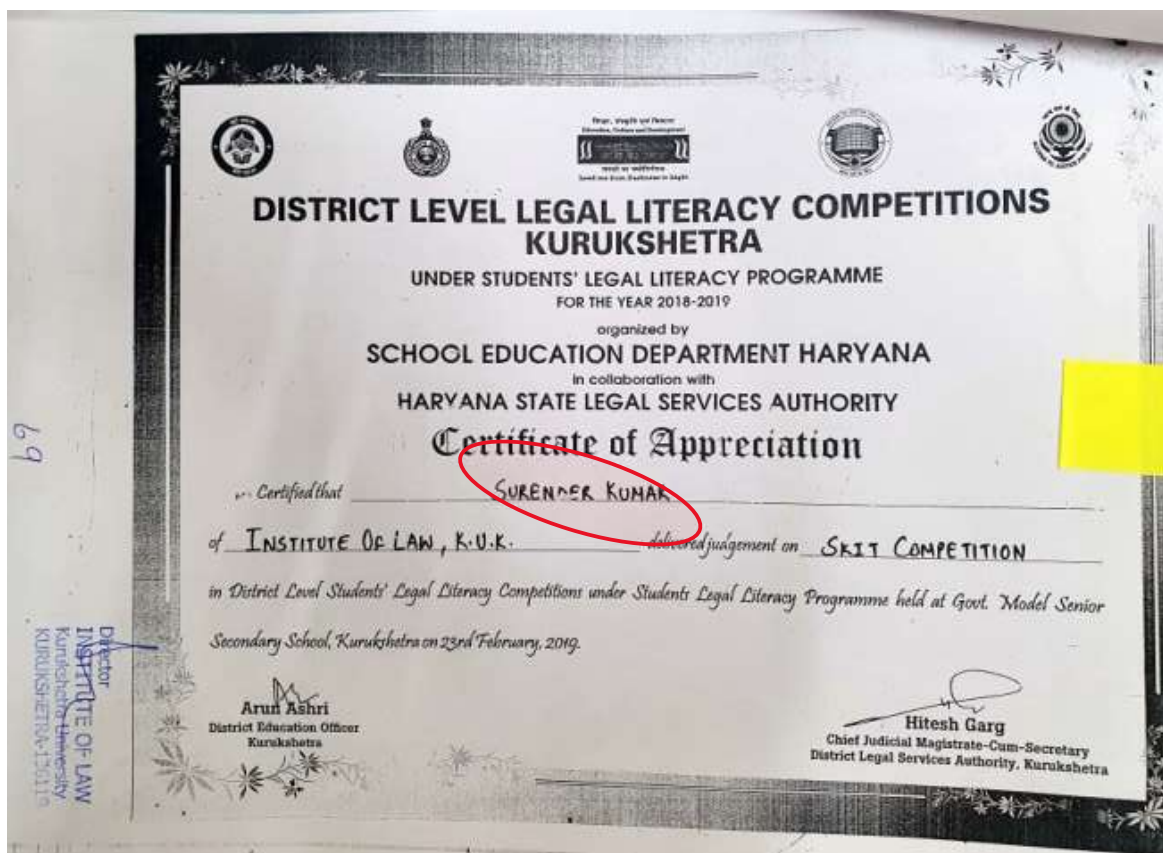 DISTRICT LEVEL LEGAL LITERACY COMPETITIONS
KURUKSHETRA
UNDER STUDENTS' LEGAL LITERACY PROGRAMME
FOR THE YEAR 2018-2019
organized by
SCHOOL EDUCATION DEPARTMENT HARYANA
in collaboration with
HARYANA STATE LEGAL SERVICES AUTHORITY
Certificate of Appreciation
Certified that SURENDER KUMAR
of INSTITUTE OF LAW, K.U.K. delivered judgement on SKIT COMPETITION
in District Level Students' Legal Literacy Competitions under Students Legal Literacy Programme held at Govt. Model Senior
Secondary School, Kurukshetra on 23rd February, 2019.
Arun Ashri
District Education Officer
Kurukshetra
Hitesh Garg
Chief Judicial Magistrate-Cum-Secretary
District Legal Services Authority, Kurukshetra
69
Director
INSTITUTE OF LAW
Kurukshetra University
KURUKSHETRA-136119